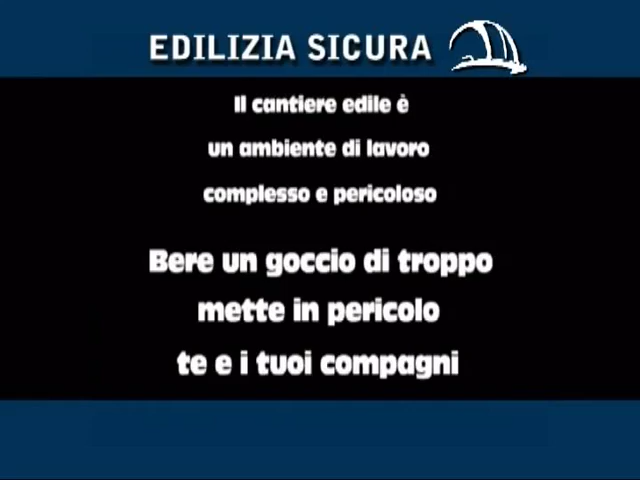 EDILIZIA SICURA
Il cantiere edile è
un ambiente di lavoro
complesso e pericoloso
Bere un goccio di troppo
mette in pericolo
te e i tuoi compagni